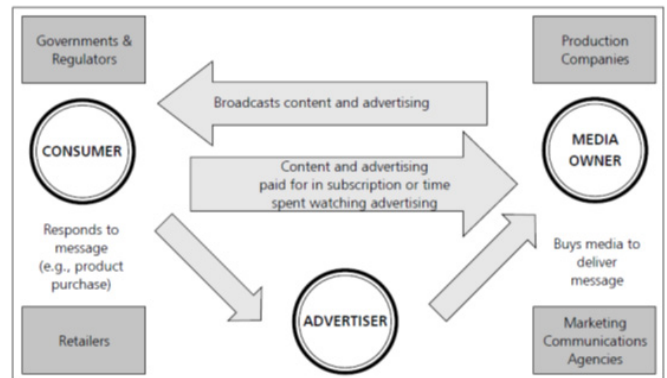 Governments &
Regulators
Production
Companies
Broadcasts content and advertising
CONSUMER
MEDIA
OWNER
Content and advertising
paid for in subscription or time
spent watching advertising
Responds to
message
(e.g., product
purchase)
Buys media to
deliver
message
ADVERTISER
Retailers
Marketing
Communications
Agencies